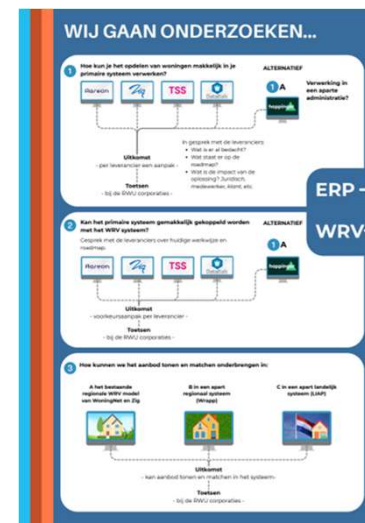 WIJ GAAN ONDERZOEKEN...
1 Hoe kun je het opdelen van woningen makkelijk in je
primaire systeem verwerken?
ALTERNATIEF
Aareon
Zig
TSS
1 A
Verwerking in
een aparte
administratie?
In gesprek met de leveranciers
• Wat is er al bedacht?
• Wat staat er op de
roadmap?
• Wat is de impact van de
oplossing? Juridisch,
medewerker, klant, etc.
Uitkomst
- per leverancier een aanpak -
Toetsen
- bij de RWU corporaties -
ERP -
WRV-
2 Kan het primaire systeem gemakkelijk gekoppeld worden
met het WRV systeem?
Gesprek met de leveranciers over huidige werkwijze en
roadmap.
ALTERNATIEF
Aareon
Zig
TSS
1 A
Uitkomst
- voorkeursaanpak per leverancier -
Toetsen
- bij de RWU corporaties -
3 Hoe kunnen we het aanbod tonen en matchen onderbrengen in:
A het bestaande
regionale WRV model
van WoningNet en Zig
B in een apart
regionaal systeem
(Wrapp)
C in een apart landelijk
systeem (IJAP)
Uitkomst
- kan aanbod tonen en matchen in het systeem-
Toetsen
- bij de RWU corporaties -